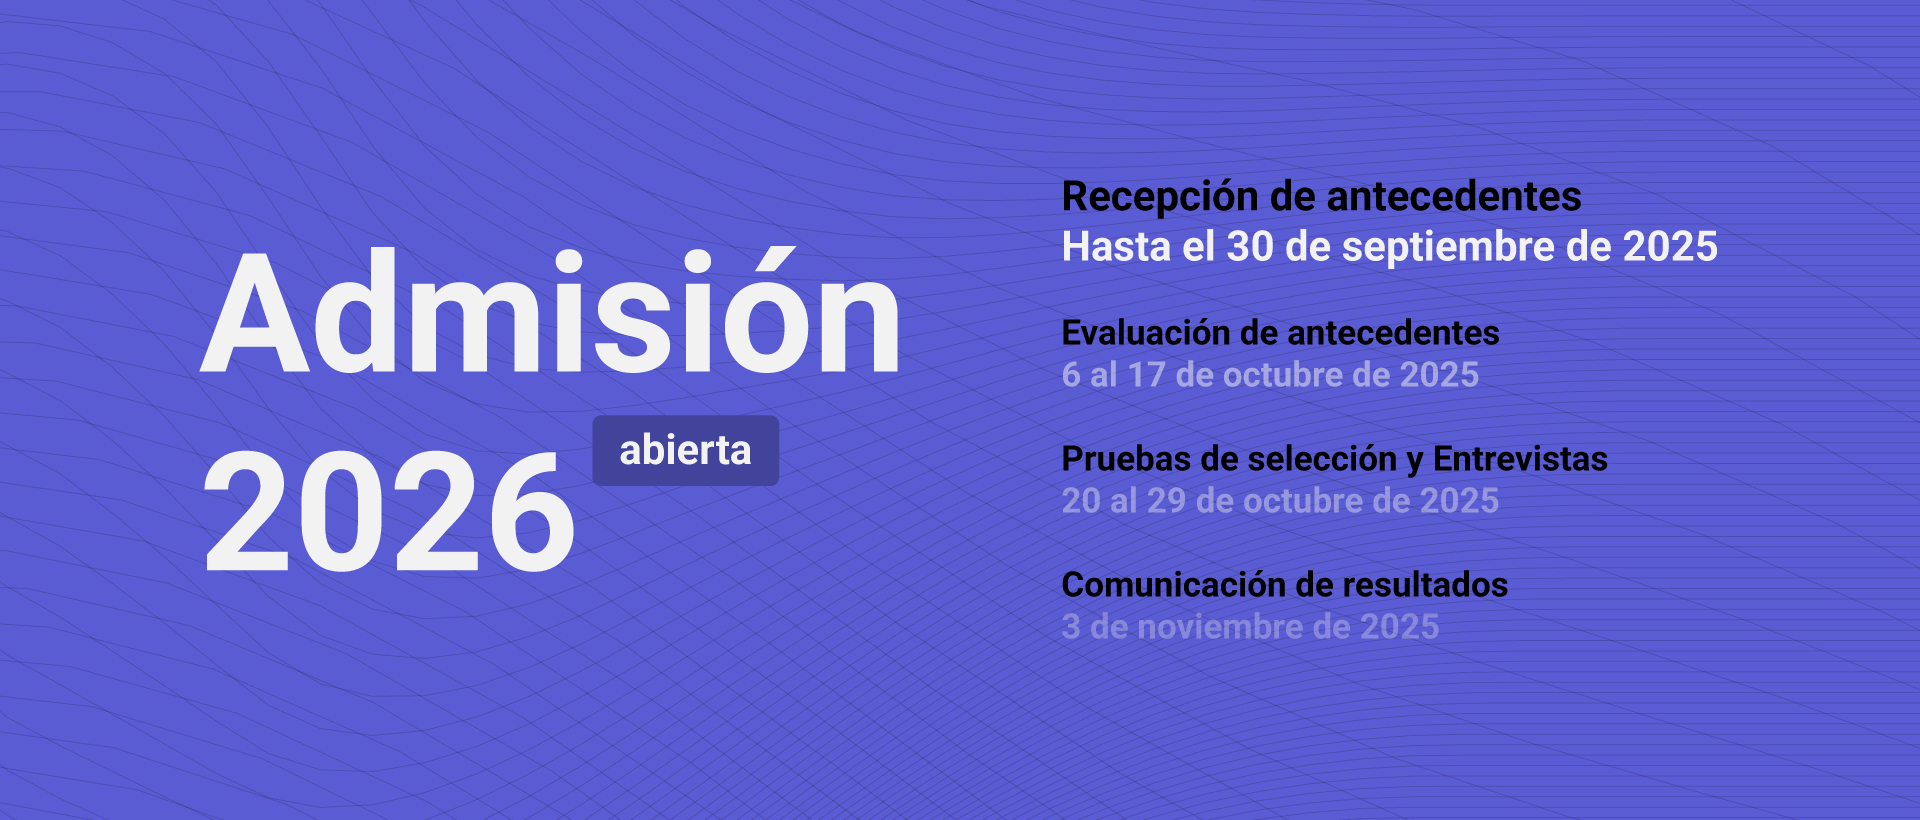 Admisión
2026
abierta
Recepción de antecedentes
Hasta el 30 de septiembre de 2025
Evaluación de antecedentes
6 al 17 de octubre de 2025
Pruebas de selección y Entrevistas
20 al 29 de octubre de 2025
Comunicación de resultados
3 de noviembre de 2025